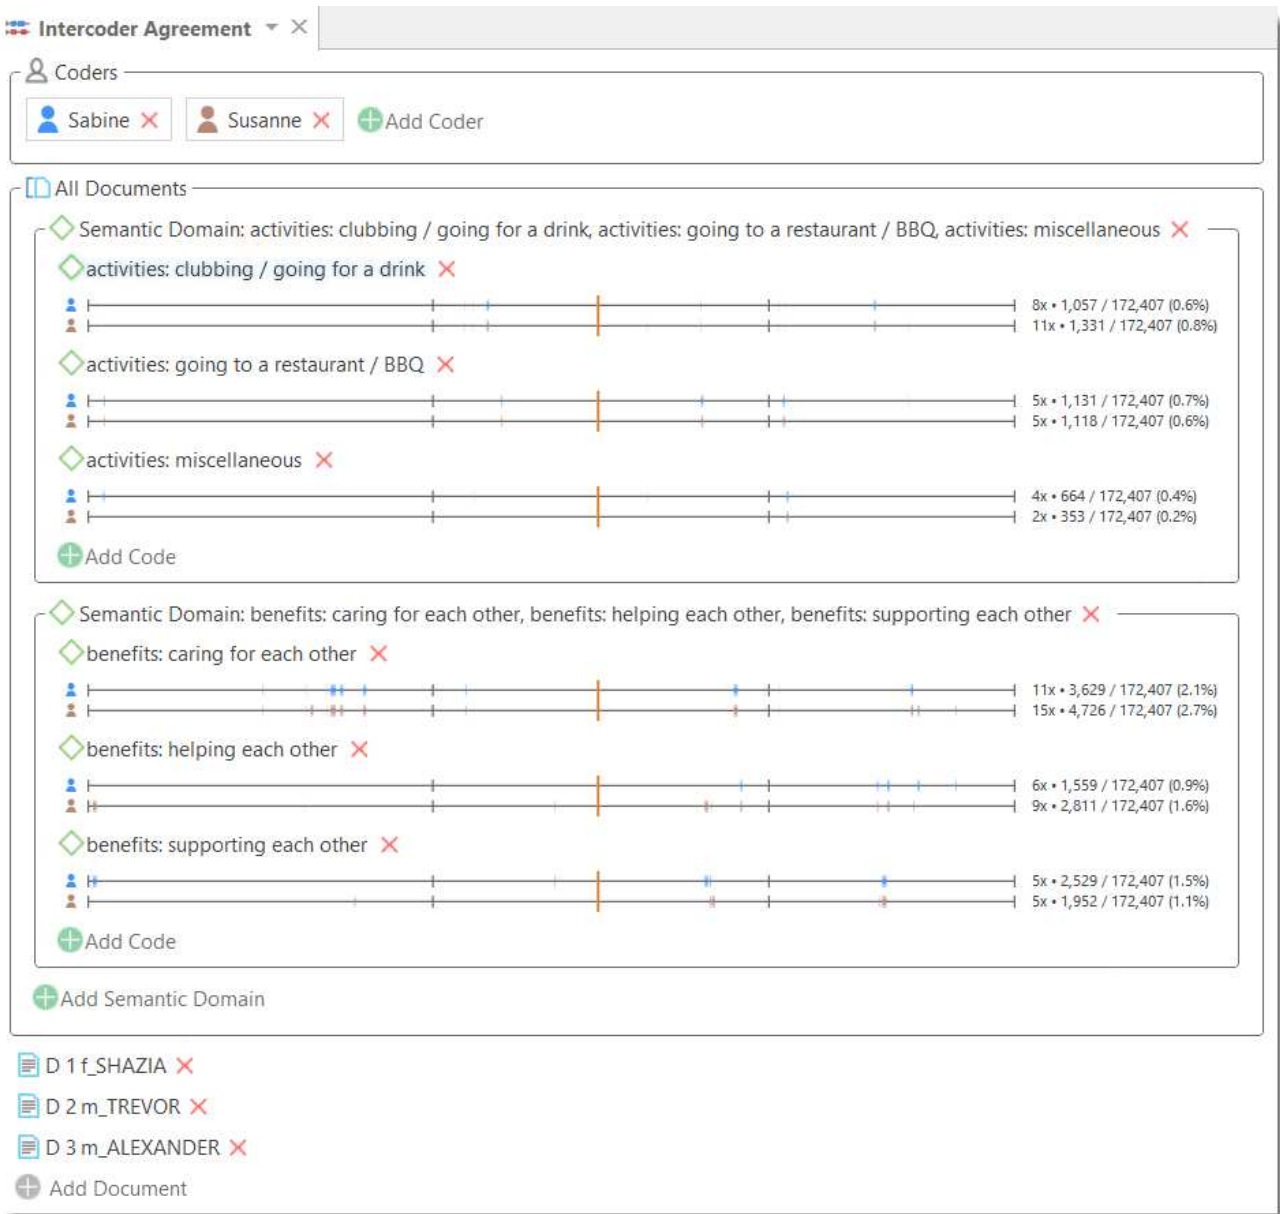 Intercoder Agreement
Coders
Sabine
Susanne
Add Coder
All Documents
Semantic Domain: activities: clubbing / going for a drink, activities: going to a restaurant / BBQ, activities: miscellaneous
activities: clubbing / going for a drink
8x • 1,057 / 172,407 (0.6%)
11x • 1,331 / 172,407 (0.8%)
activities: going to a restaurant / BBQ
5x • 1,131 / 172,407 (0.7%)
5x • 1,118 / 172,407 (0.6%)
activities: miscellaneous
4x • 664 / 172,407 (0.4%)
2x • 353 / 172,407 (0.2%)
Add Code
Semantic Domain: benefits: caring for each other, benefits: helping each other, benefits: supporting each other
benefits: caring for each other
11x • 3,629 / 172,407 (2.1%)
15x • 4,726 / 172,407 (2.7%)
benefits: helping each other
6x • 1,559 / 172,407 (0.9%)
9x • 2,811 / 172,407 (1.6%)
benefits: supporting each other
5x • 2,529 / 172,407 (1.5%)
5x • 1,952 / 172,407 (1.1%)
Add Code
Add Semantic Domain
D 1 f_SHAZIA
D 2 m_TREVOR
D 3 m_ALEXANDER
Add Document